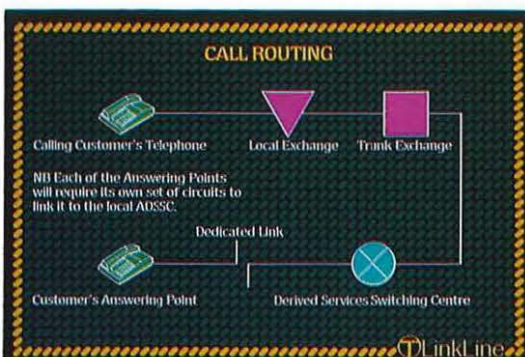 CALL ROUTING
Calling Customer's Telephone
Local Exchange
Trunk Exchange
NB Each of the Answering Points
will require its own set of circuits to
link it to the local ADSSC.
Dedicated Link
Customer's Answering Point
Derived Services Switching Centre
T LinkLine